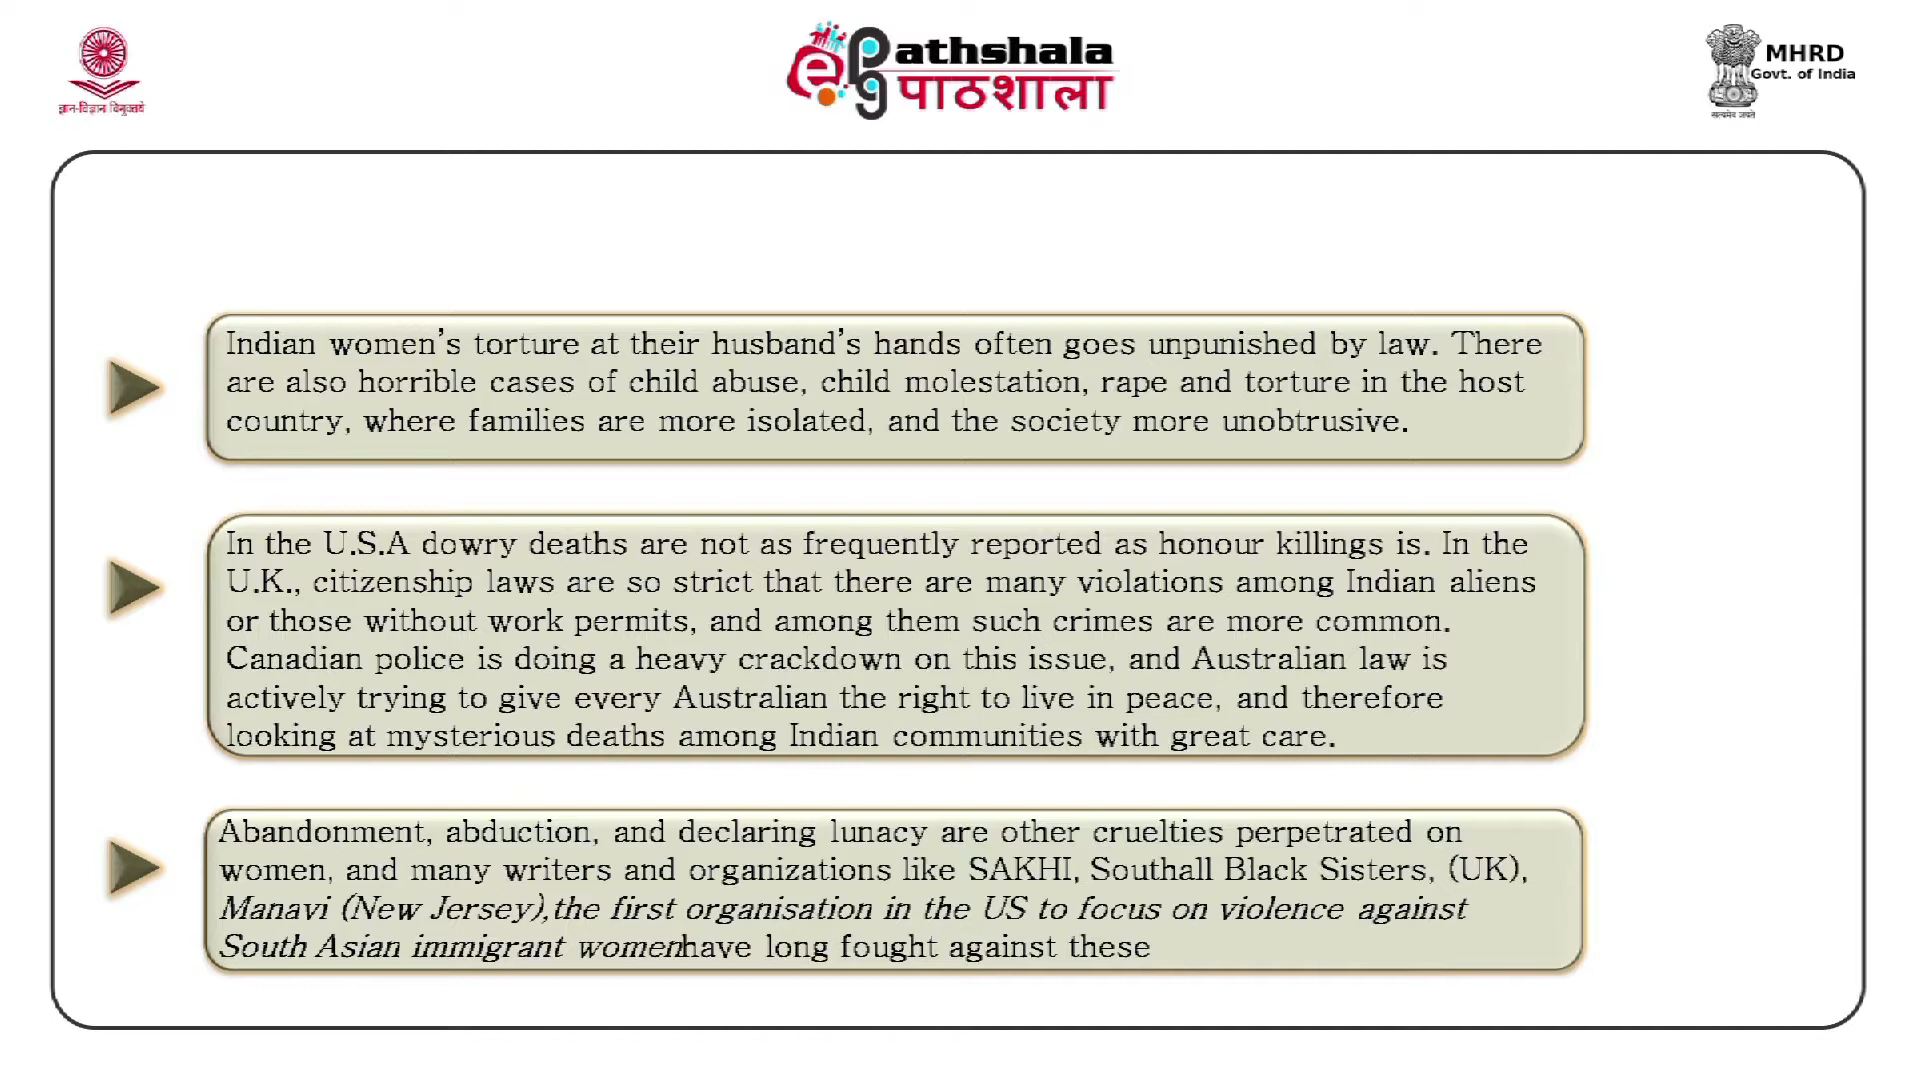 ज्ञान-विज्ञान विमुक्तये
e pg Pathshala
पाठशाला
MHRD
Govt. of India
सत्यमेव जयते
Indian women's torture at their husband's hands often goes unpunished by law. There
are also horrible cases of child abuse, child molestation, rape and torture in the host
country, where families are more isolated, and the society more unobtrusive.
In the U.S.A dowry deaths are not as frequently reported as honour killings is. In the
U.K., citizenship laws are so strict that there are many violations among Indian aliens
or those without work permits, and among them such crimes are more common.
Canadian police is doing a heavy crackdown on this issue, and Australian law is
actively trying to give every Australian the right to live in peace, and therefore
looking at mysterious deaths among Indian communities with great care.
Abandonment, abduction, and declaring lunacy are other cruelties perpetrated on
women, and many writers and organizations like SAKHI, Southall Black Sisters, (UK),
Manavi (New Jersey),the first organisation in the US to focus on violence against
South Asian immigrant womenhave long fought against these